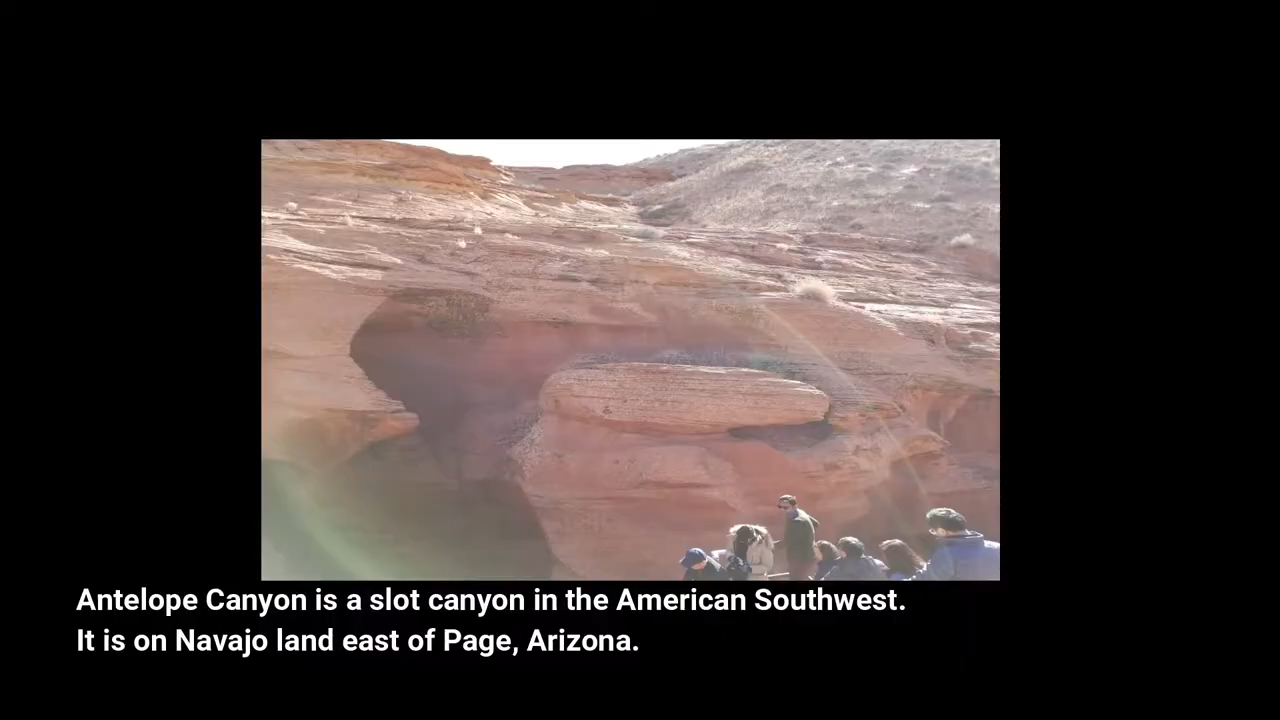 Antelope Canyon is a slot canyon in the American Southwest.
It is on Navajo land east of Page, Arizona.